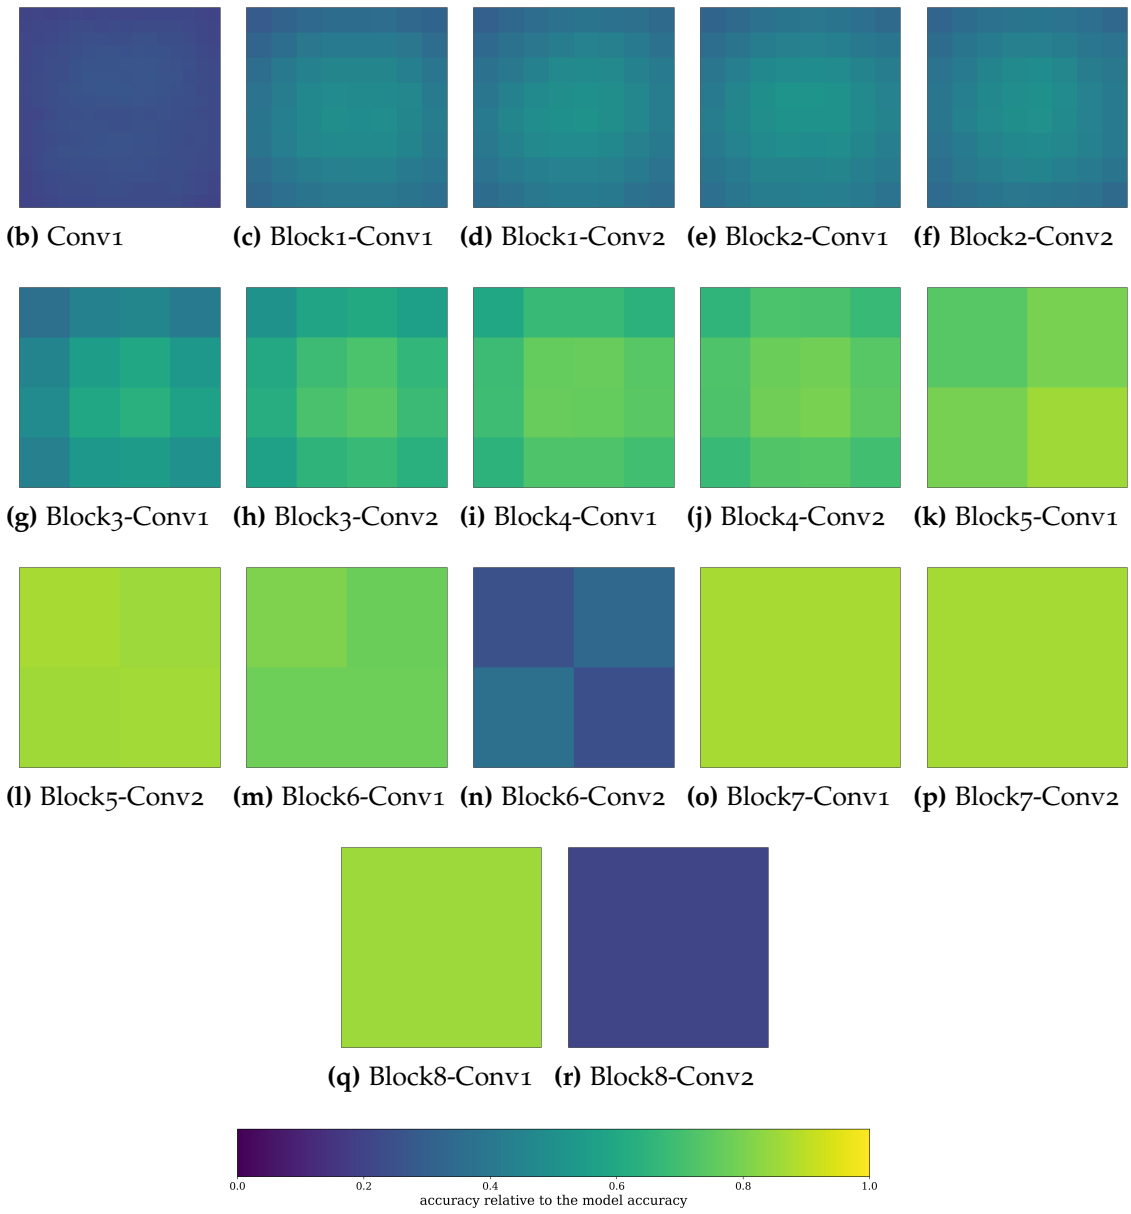 (b) Conv1 (c) Block1-Conv1 (d) Block1-Conv2 (e) Block2-Conv1 (f) Block2-Conv2
(g) Block3-Conv1 (h) Block3-Conv2 (i) Block4-Conv1 (j) Block4-Conv2 (k) Block5-Conv1
(l) Block5-Conv2 (m) Block6-Conv1 (n) Block6-Conv2 (o) Block7-Conv1 (p) Block7-Conv2
(q) Block8-Conv1 (r) Block8-Conv2
0.0 0.2 0.4 0.6 0.8 1.0
accuracy relative to the model accuracy